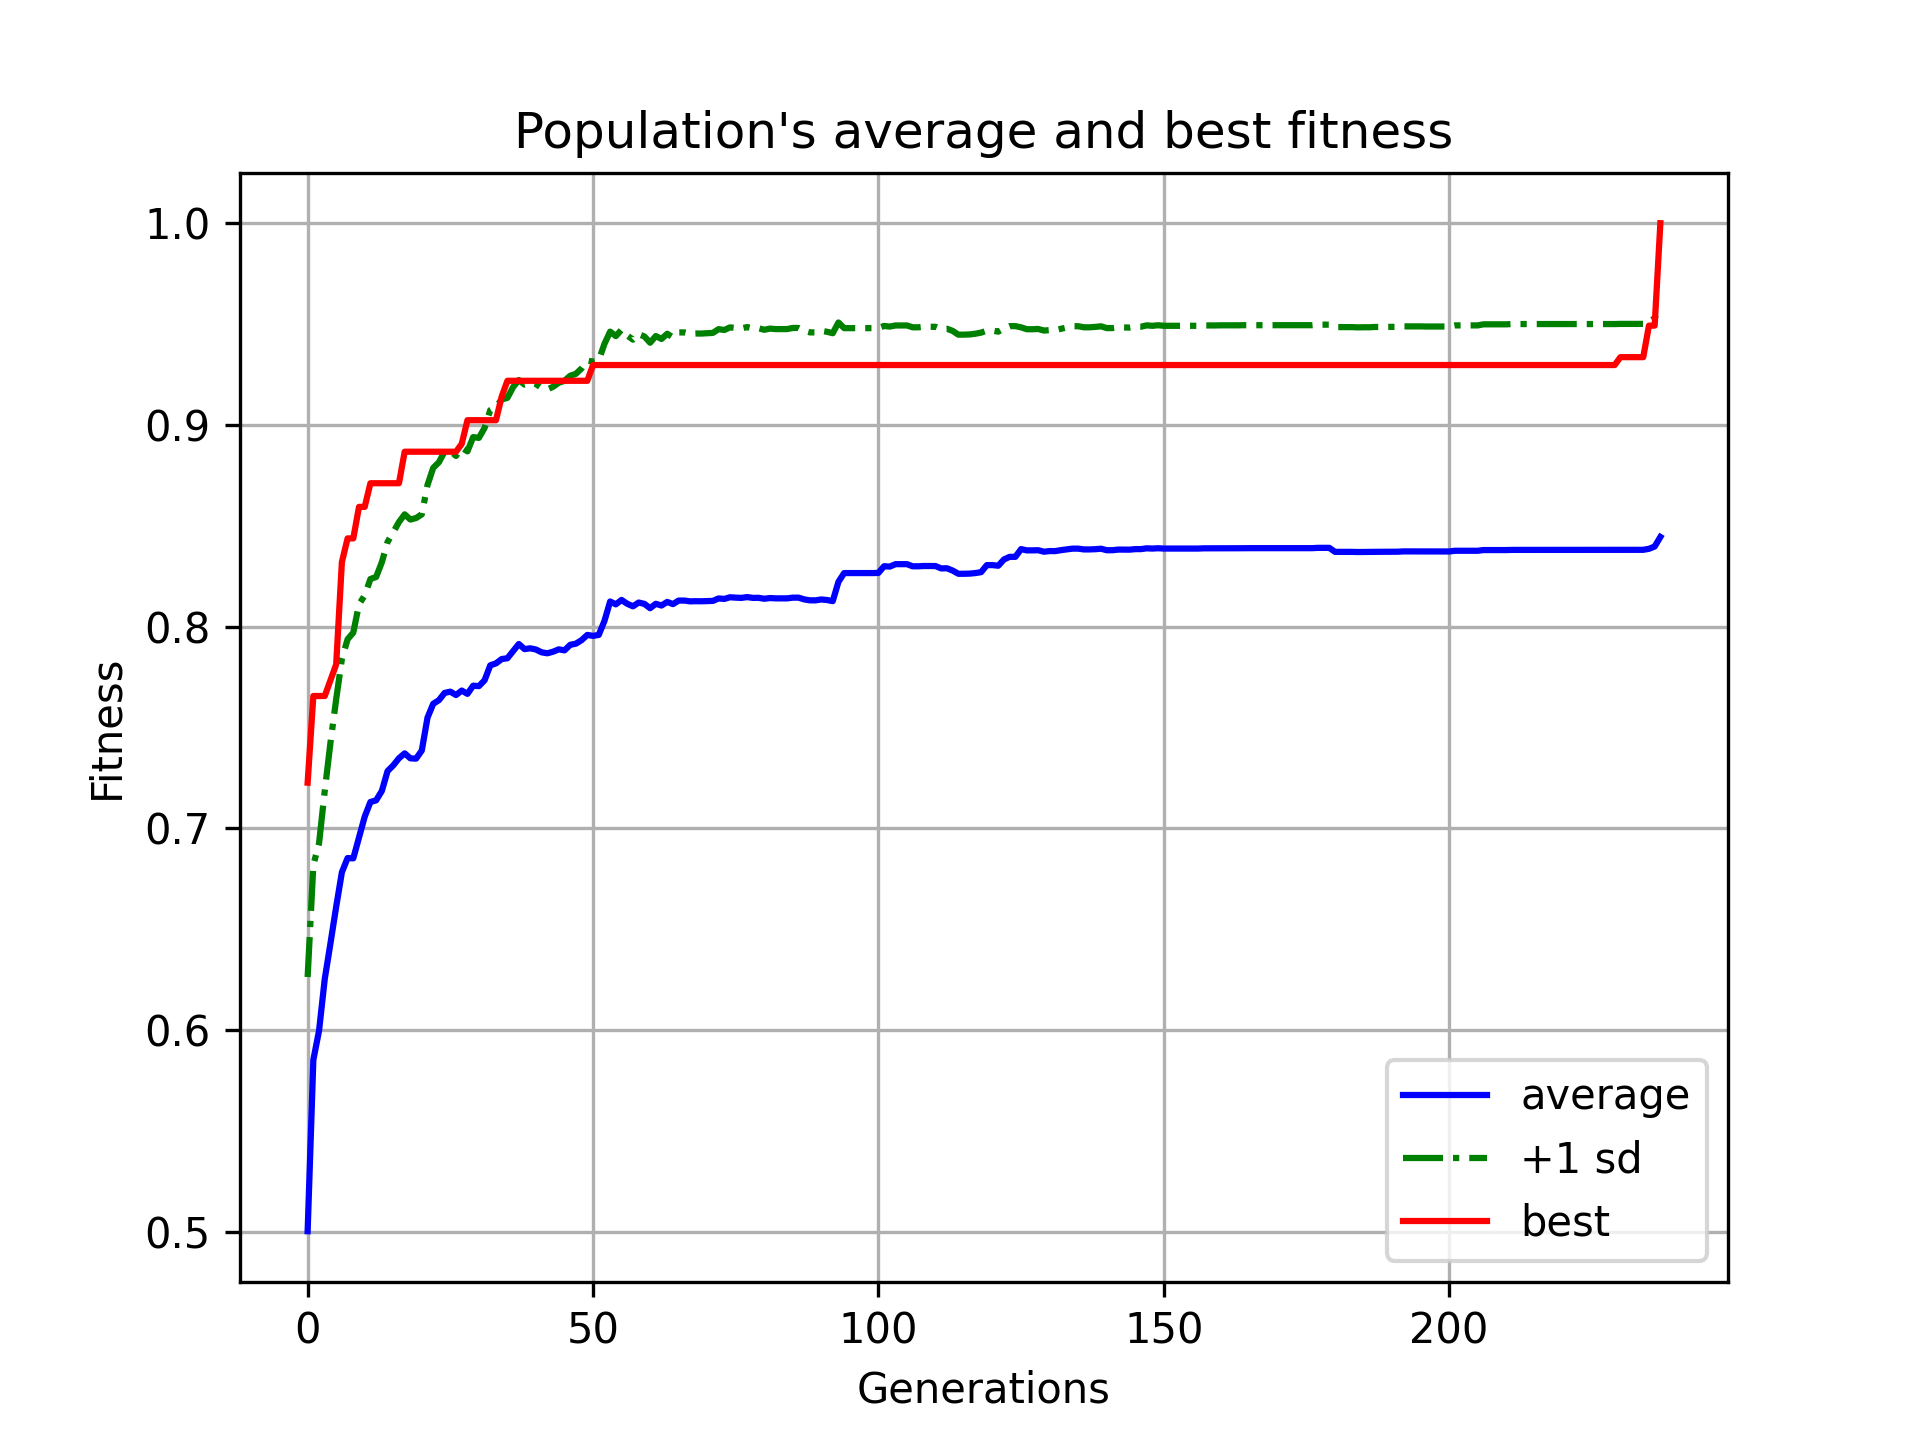 Population's average and best fitness
1.0
0.9
0.8
0.7
0.6
0.5
Fitness
average
+1 sd
best
0 50 100 150 200
Generations